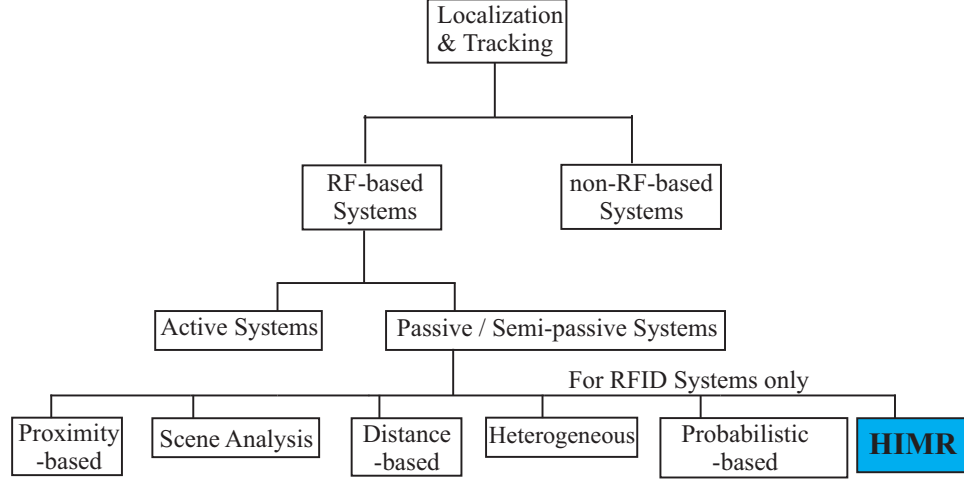 Localization
& Tracking
RF-based
Systems
non-RF-based
Systems
Active Systems
Passive / Semi-passive Systems
For RFID Systems only
Proximity
-based
Scene Analysis
Distance
-based
Heterogeneous
Probabilistic
-based
HIMR